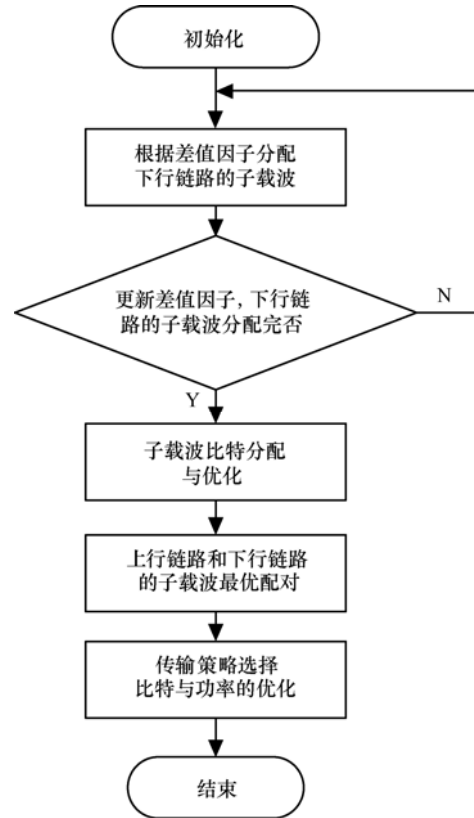 初始化
根据差值因子分配
下行链路的子载波
更新差值因子, 下行链
路的子载波分配完否
N
Y
子载波比特分配
与优化
上行链路和下行链路
的子载波最优配对
传输策略选择
比特与功率的优化
结束